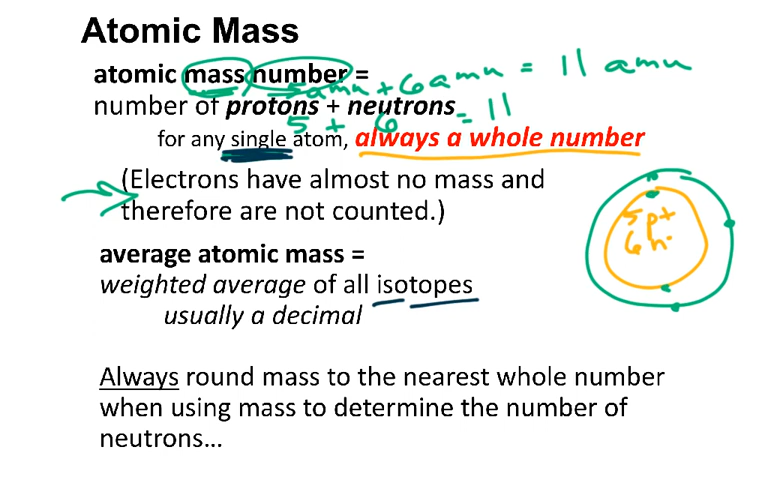 Atomic Mass
atomic mass number =
5 amu + 6 amu = 11 amu
number of protons + neutrons
5 + 6 = 11
for any single atom, always a whole number
(Electrons have almost no mass and
therefore are not counted.)
5 p+
6 n
average atomic mass =
weighted average of all isotopes
usually a decimal
Always round mass to the nearest whole number
when using mass to determine the number of
neutrons...